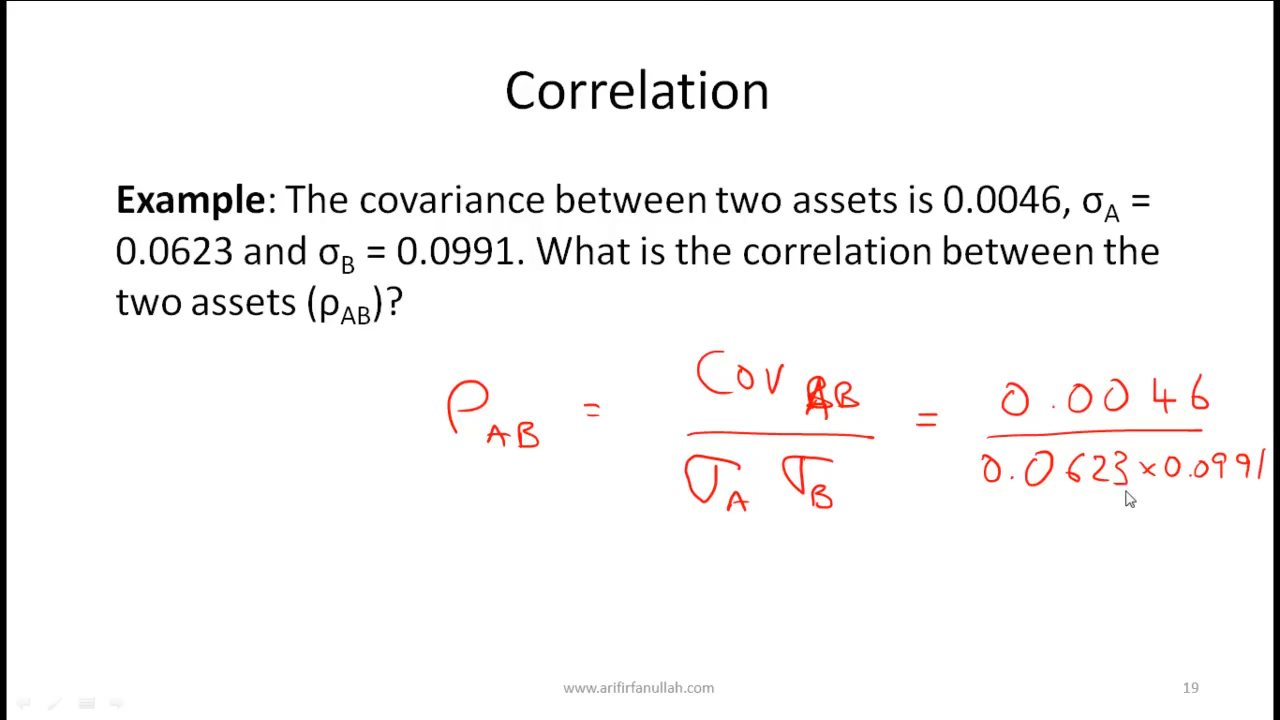 Correlation
Example: The covariance between two assets is 0.0046, σA =
0.0623 and σB = 0.0991. What is the correlation between the
two assets (ρAB)?
ρAB = Cov AB / σA σB = 0.0046 / 0.0623 × 0.0991
www.arifirfanullah.com 19